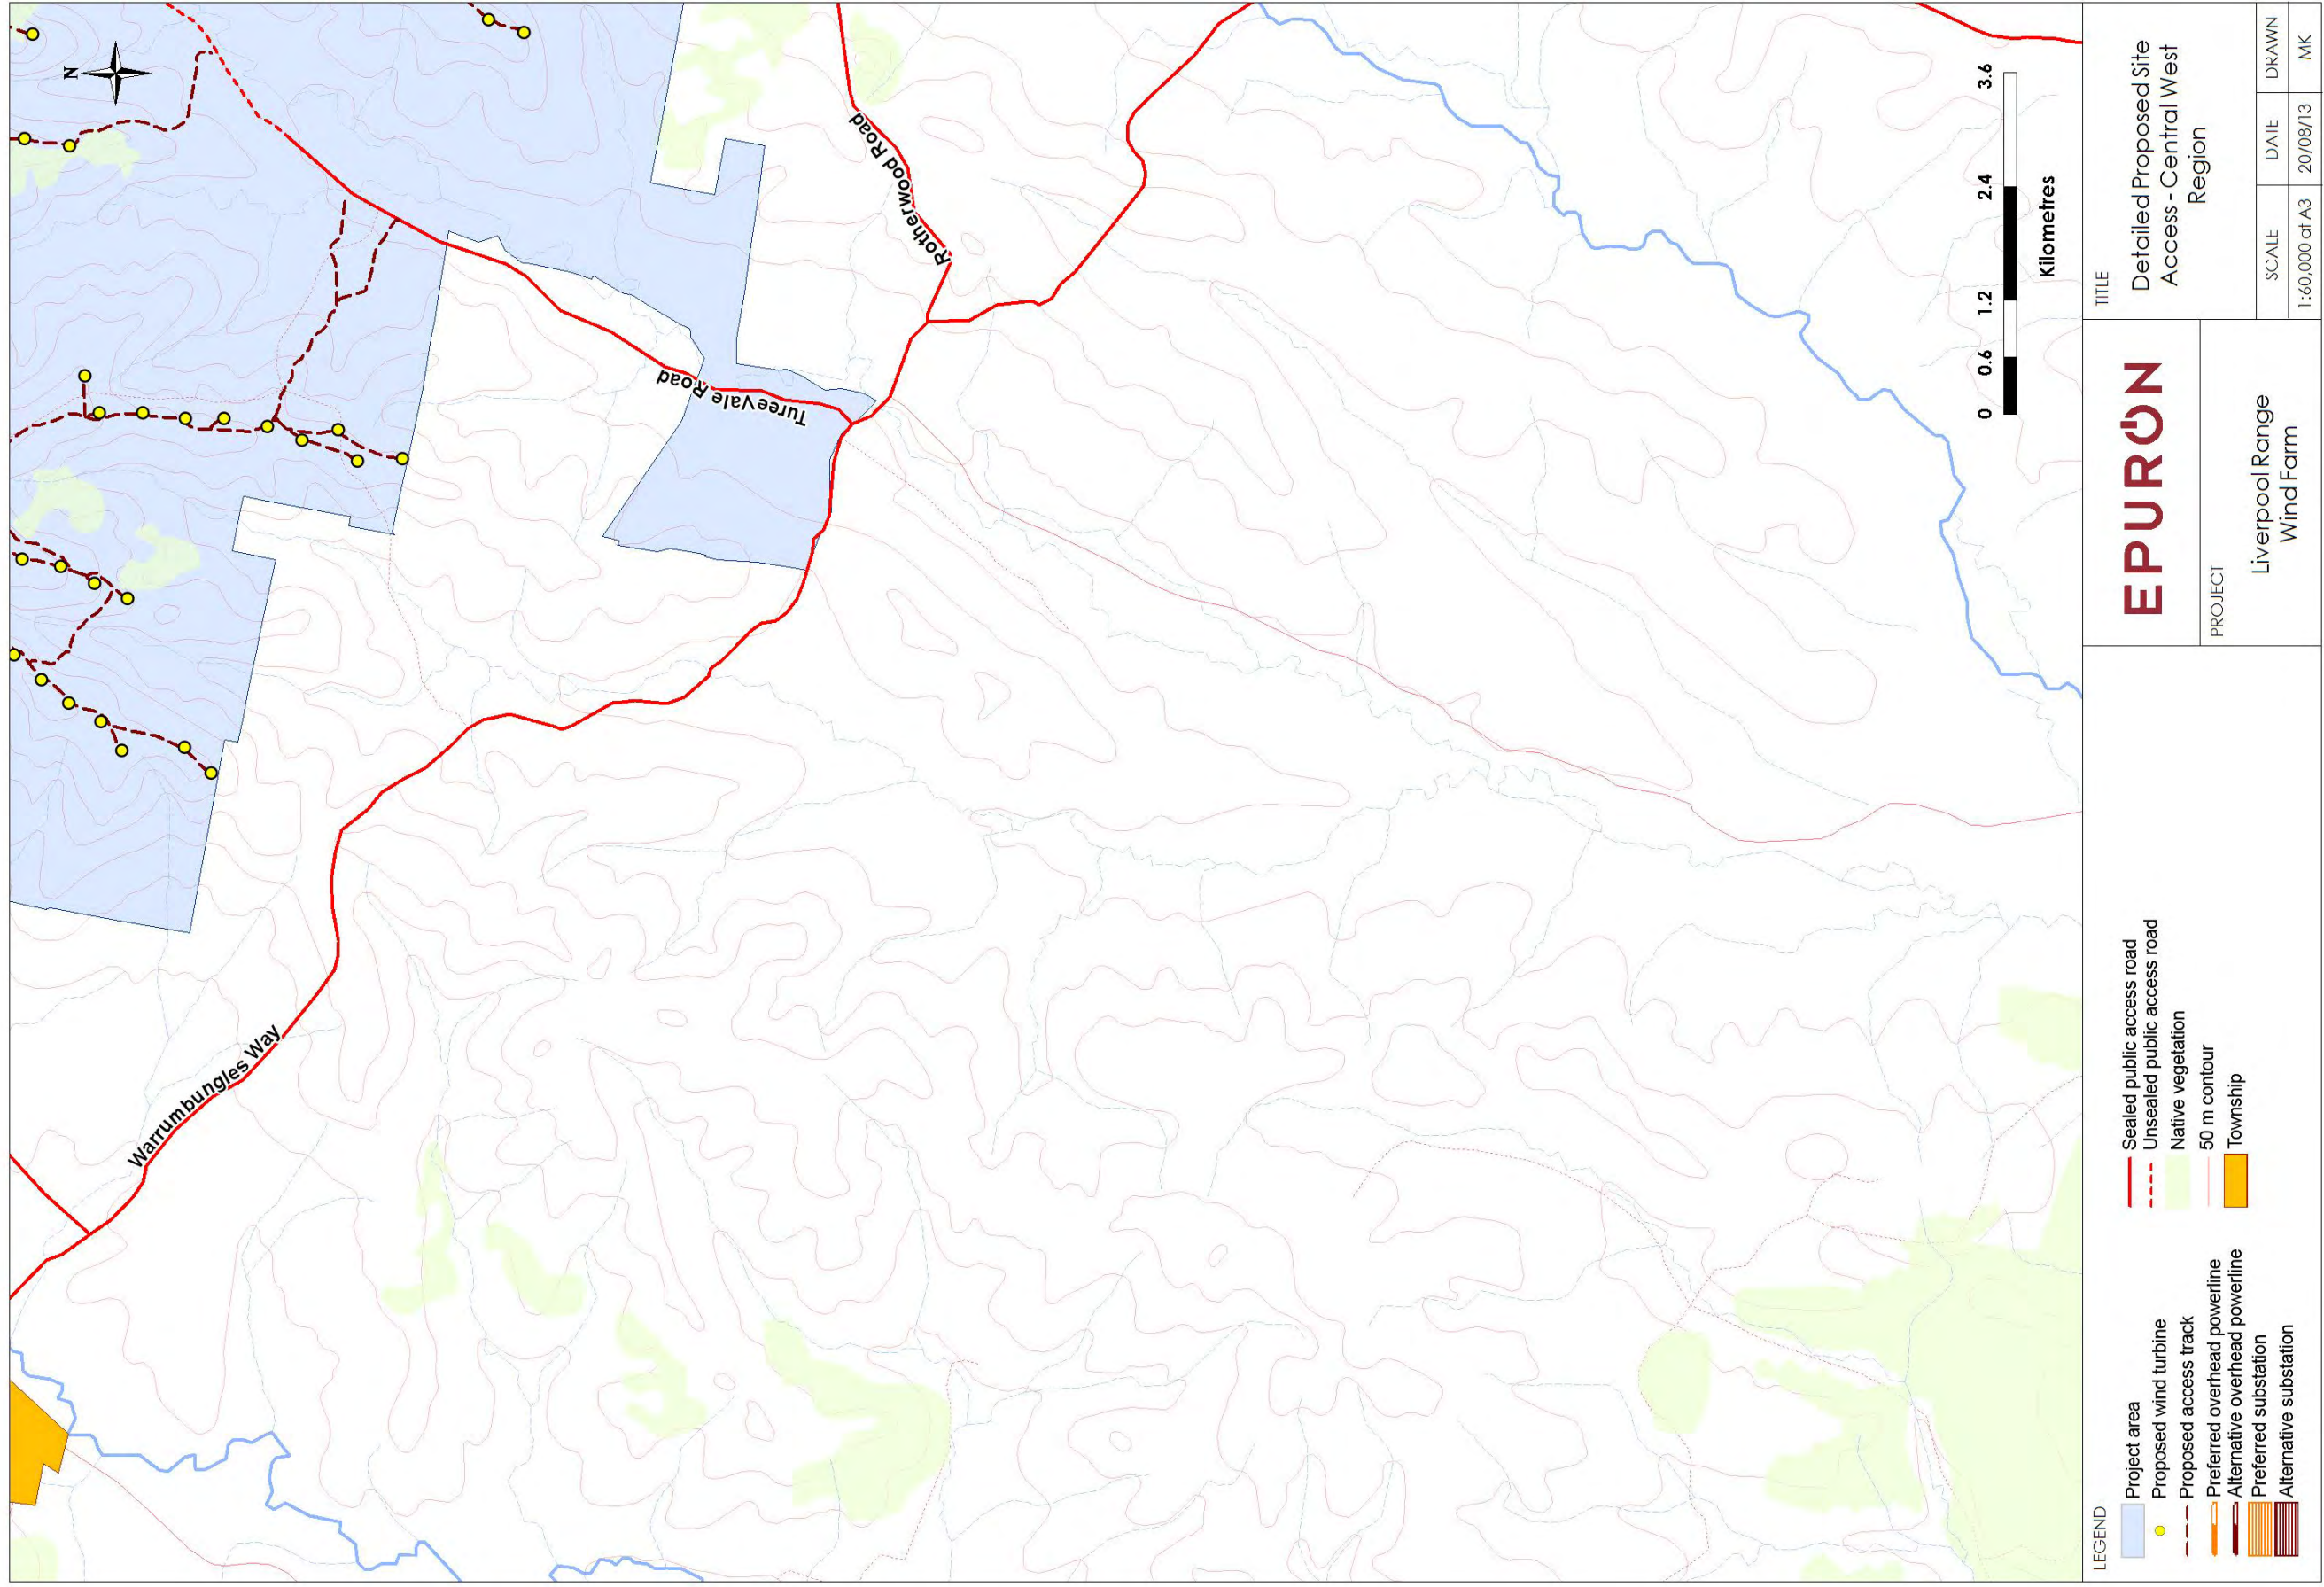 N
Warrumbungles Way
Tureevale Road
Rotherwood Road
0 0.6 1.2 2.4 3.6
Kilometres
LEGEND
Project area
Proposed wind turbine
Proposed access track
Preferred overhead powerline
Alternative overhead powerline
Preferred substation
Alternative substation
Sealed public access road
Unsealed public access road
Native vegetation
50 m contour
Township
EPURON
PROJECT
Liverpool Range
Wind Farm
TITLE
Detailed Proposed Site
Access - Central West
Region
SCALE DATE DRAWN
1:60,000 at A3 20/08/13 MK